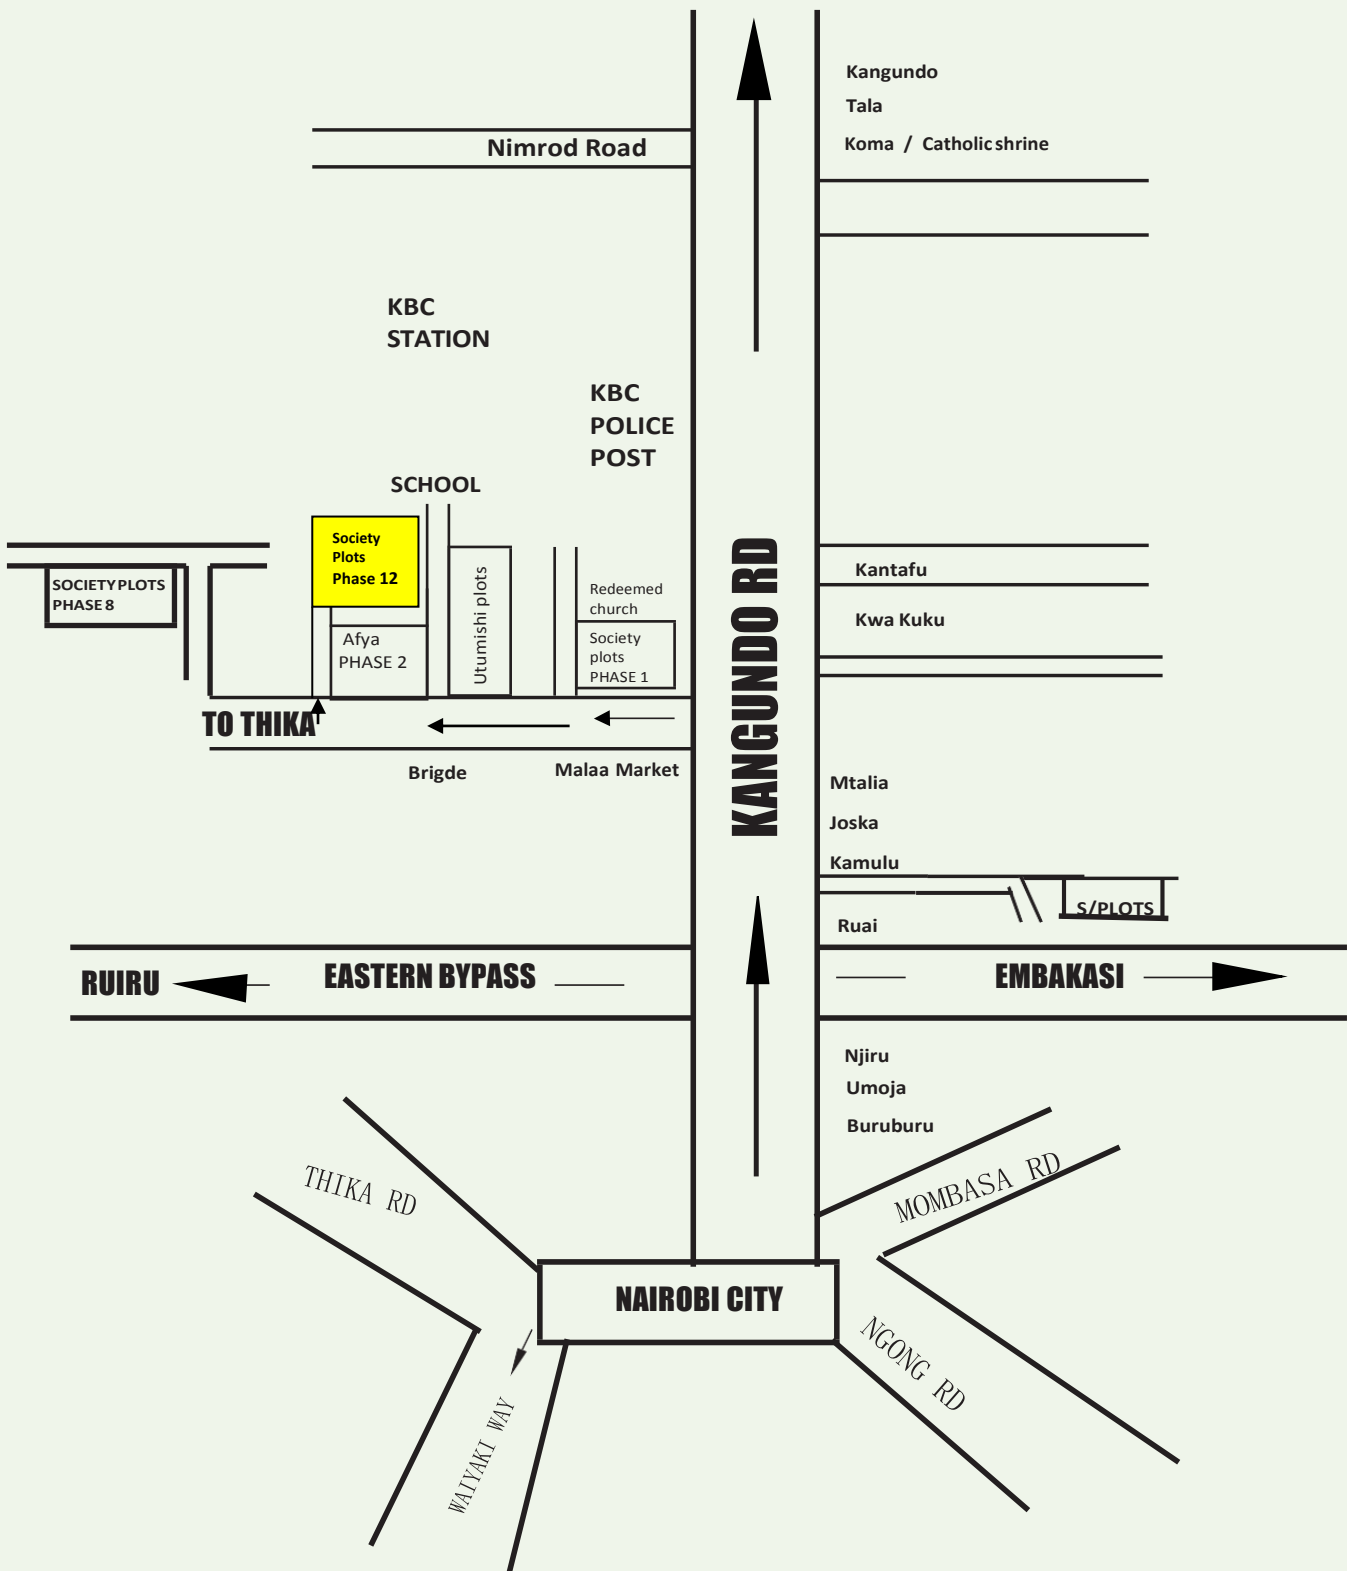 Kangundo
Tala
Koma / Catholic shrine
Nimrod Road
KBC
STATION
KBC
POLICE
POST
SCHOOL
Society
Plots
Phase 12
SOCIETY PLOTS
PHASE 8
Afya
PHASE 2
Utumishi plots
Redeemed
church
Society
plots
PHASE 1
KANGUNDO RD
Kantafu
Kwa Kuku
TO THIKA
Brigde
Malaa Market
Mtalia
Joska
Kamulu
S/PLOTS
Ruai
RUIRU
EASTERN BYPASS
EMBAKASI
Njiru
Umoja
Buruburu
THIKA RD
MOMBASA RD
NAIROBI CITY
NGONG RD
WAIYAKI WAY